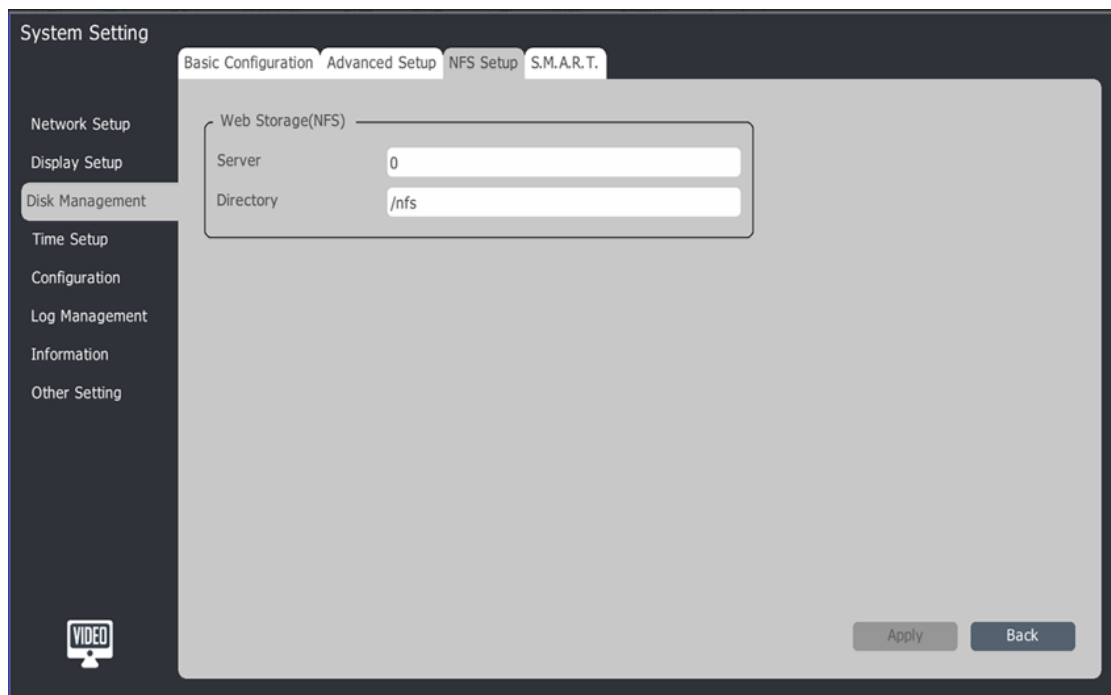 System Setting
Basic Configuration Advanced Setup NFS Setup S.M.A.R.T.
Network Setup
Display Setup
Disk Management
Time Setup
Configuration
Log Management
Information
Other Setting
Web Storage(NFS)
Server 0
Directory /nfs
VIDEO
Apply Back